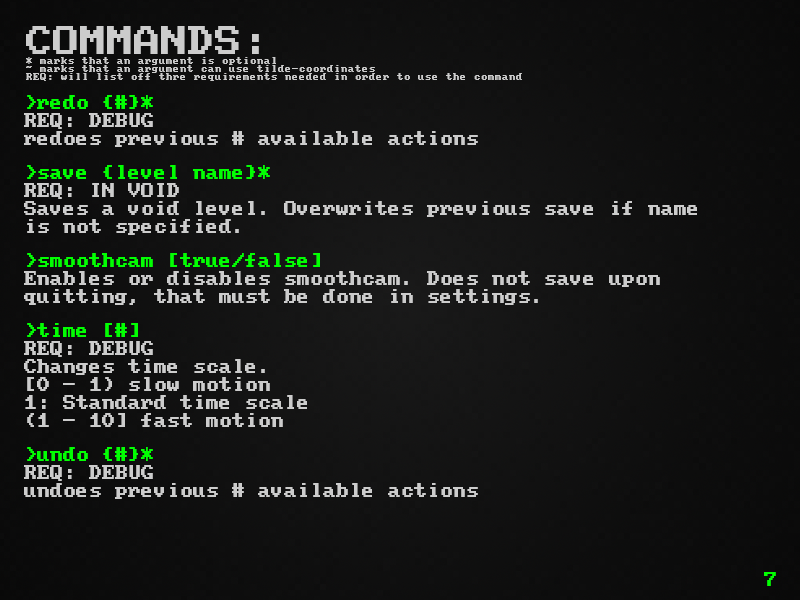 COMMANDS:
* marks that an argument is optional
~ marks that an argument can use tilde-coordinates
REQ: will list off thre requirements needed in order to use the command
>redo {#}*
REQ: DEBUG
redoes previous # available actions
>save {level name}*
REQ: IN VOID
Saves a void level. Overwrites previous save if name
is not specified.
>smoothcam [true/false]
Enables or disables smoothcam. Does not save upon
quitting, that must be done in settings.
>time [#]
REQ: DEBUG
Changes time scale.
[0 - 1) slow motion
1: Standard time scale
(1 - 10] fast motion
>undo {#}*
REQ: DEBUG
undoes previous # available actions
7